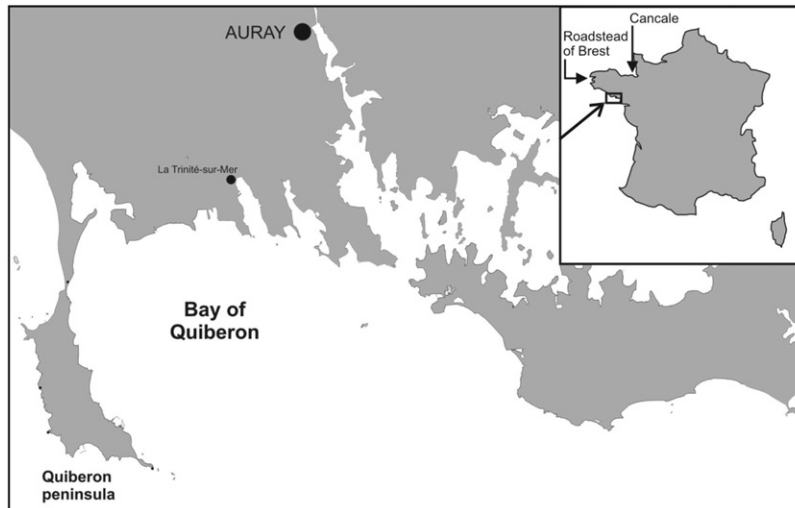 AURAY
Cancale
Roadstead
of Brest
La Trinité-sur-Mer
Bay of
Quiberon
Quiberon
peninsula